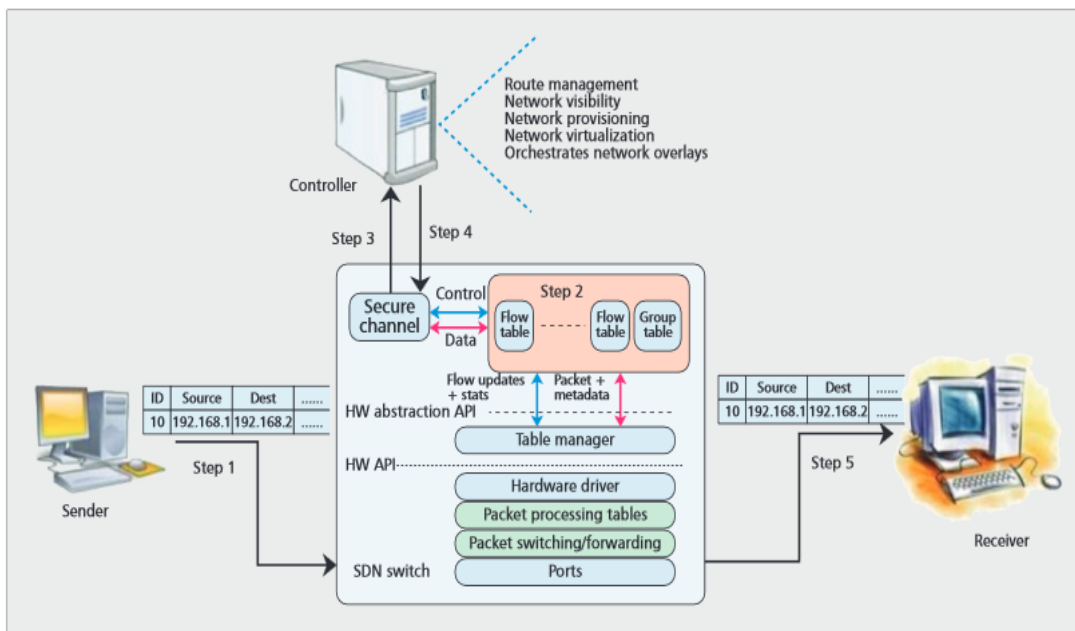 Route management
Network visibility
Network provisioning
Network virtualization
Orchestrates network overlays
Controller
Step 3
Step 4
Control
Secure
channel
Data
Step 2
Flow
table
Flow
table
Group
table
Flow updates
+ stats
Packet +
metadata
HW abstraction API
Table manager
HW API
Hardware driver
Packet processing tables
Packet switching/forwarding
SDN switch
Ports
ID Source Dest ......
10 192.168.1 192.168.2 ......
Step 1
Sender
ID Source Dest ......
10 192.168.1 192.168.2 ......
Step 5
Receiver